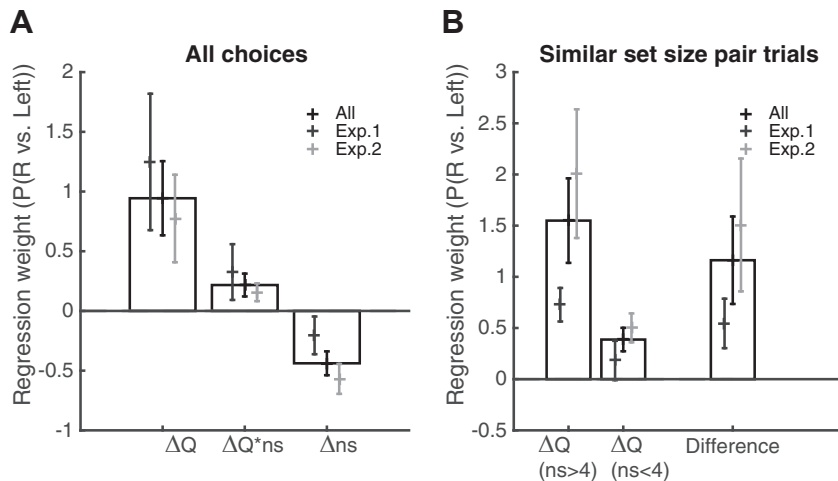 A
All choices
Regression weight (P(R vs. Left))
2
1.5
1
0.5
0
-0.5
-1
All
Exp.1
Exp.2
ΔQ
ΔQ*ns
Δns
B
Similar set size pair trials
Regression weight (P(R vs. Left))
3
2.5
2
1.5
1
0.5
0
-0.5
All
Exp.1
Exp.2
ΔQ
(ns>4)
ΔQ
(ns<4)
Difference